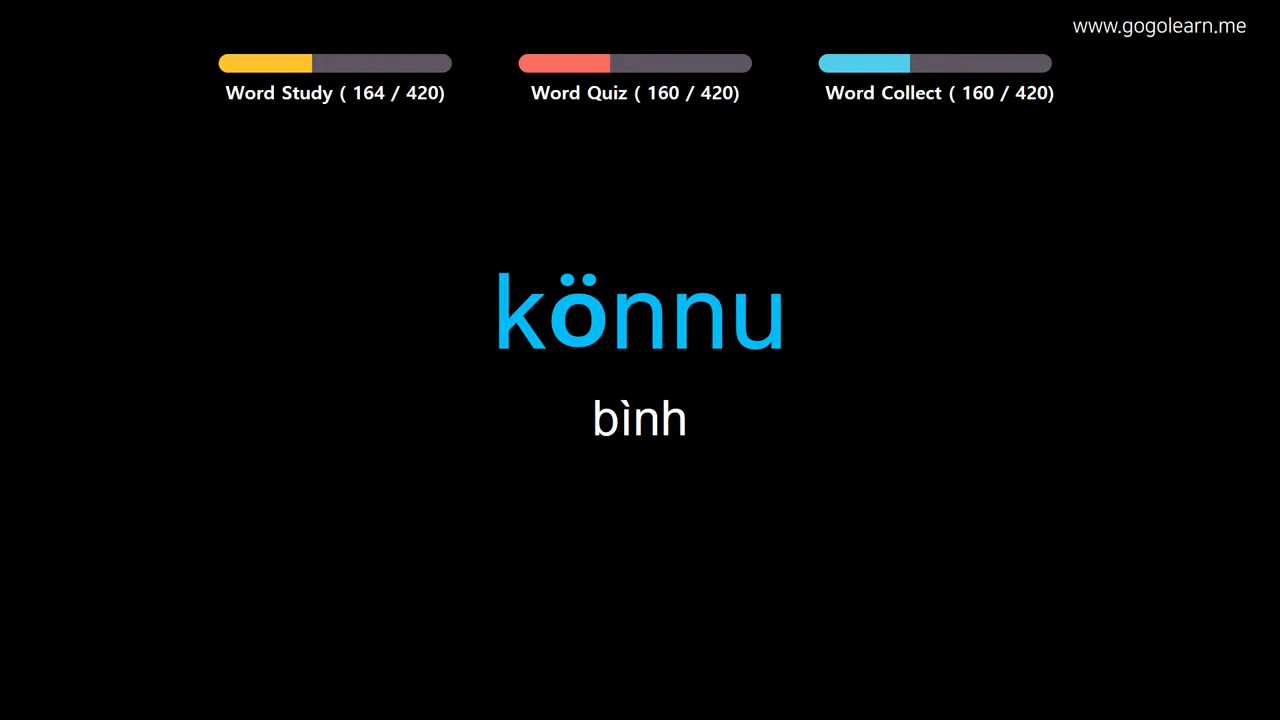 www.gogolearn.me
Word Study ( 164 / 420)
Word Quiz ( 160 / 420)
Word Collect ( 160 / 420)
könnu
bình